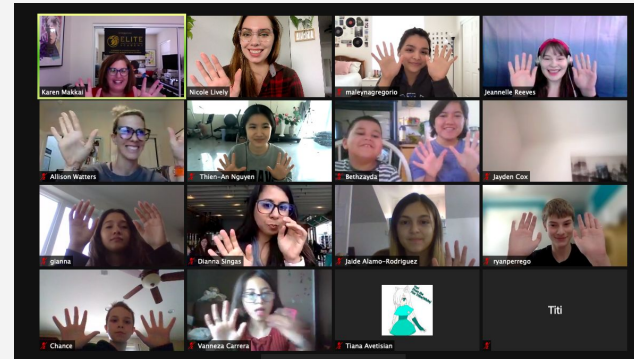 ELITE
Karen Makkai
Nicole Lively
maleynagregorio
Jeannelle Reeves
Allison Watters
Thien-An Nguyen
Bethzayda
Jayden Cox
gianna
Dianna Singas
Jaide Alamo-Rodriguez
ryanperrego
Titi
Chance
Vanneza Carrera
Tiana Avetisian